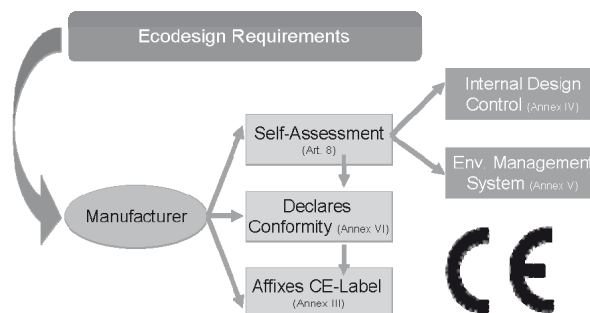 Ecodesign Requirements
Internal Design
Control (Annex IV)
Self-Assessment
(Art. 8)
Env. Management
System (Annex V)
Manufacturer
Declares
Conformity (Annex VI)
Affixes CE-Label
(Annex III)
CE